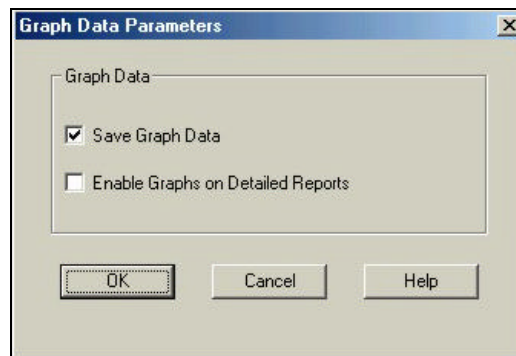 Graph Data Parameters
Graph Data
Save Graph Data
Enable Graphs on Detailed Reports
OK Cancel Help